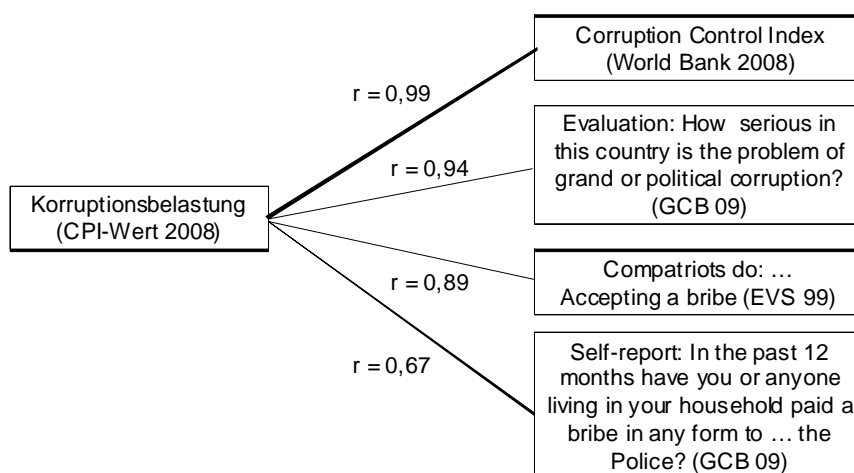 Korruptionsbelastung
(CPI-Wert 2008)
r = 0,99
r = 0,94
r = 0,89
r = 0,67
Corruption Control Index
(World Bank 2008)
Evaluation: How serious in
this country is the problem of
grand or political corruption?
(GCB 09)
Compatriots do: …
Accepting a bribe (EVS 99)
Self-report: In the past 12
months have you or anyone
living in your household paid a
bribe in any form to … the
Police? (GCB 09)